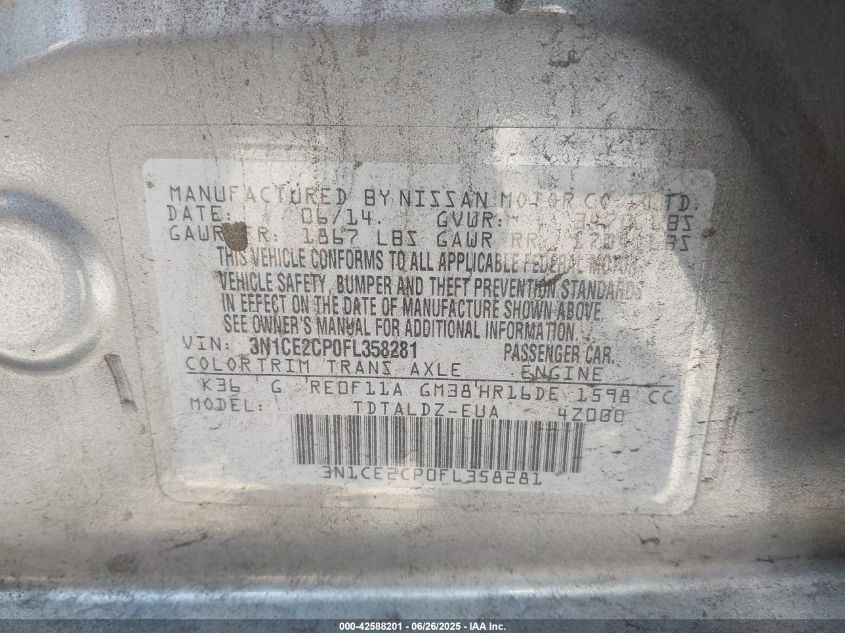 MANUFACTURED BY NISSAN MOTOR CO., LTD.
DATE: 06/14. GVWR: LBS
GAWR FR: 1867 LBS GAWR RR LBS
THIS VEHICLE CONFORMS TO ALL APPLICABLE FEDERAL MOTOR
VEHICLE SAFETY, BUMPER AND THEFT PREVENTION STANDARDS
IN EFFECT ON THE DATE OF MANUFACTURE SHOWN ABOVE.
SEE OWNER'S MANUAL FOR ADDITIONAL INFORMATION.
VIN: 3N1CE2CP0FL358281 PASSENGER CAR
COLOR TRIM TRANS AXLE ENGINE
K36 G RE0F11A GM38 HR16DE 1598 CC
MODEL: TDTALDZ-EUA 4Z000
3N1CE2CP0FL358281
000-42588201 | 06/26/2025 - © IAA, Inc.